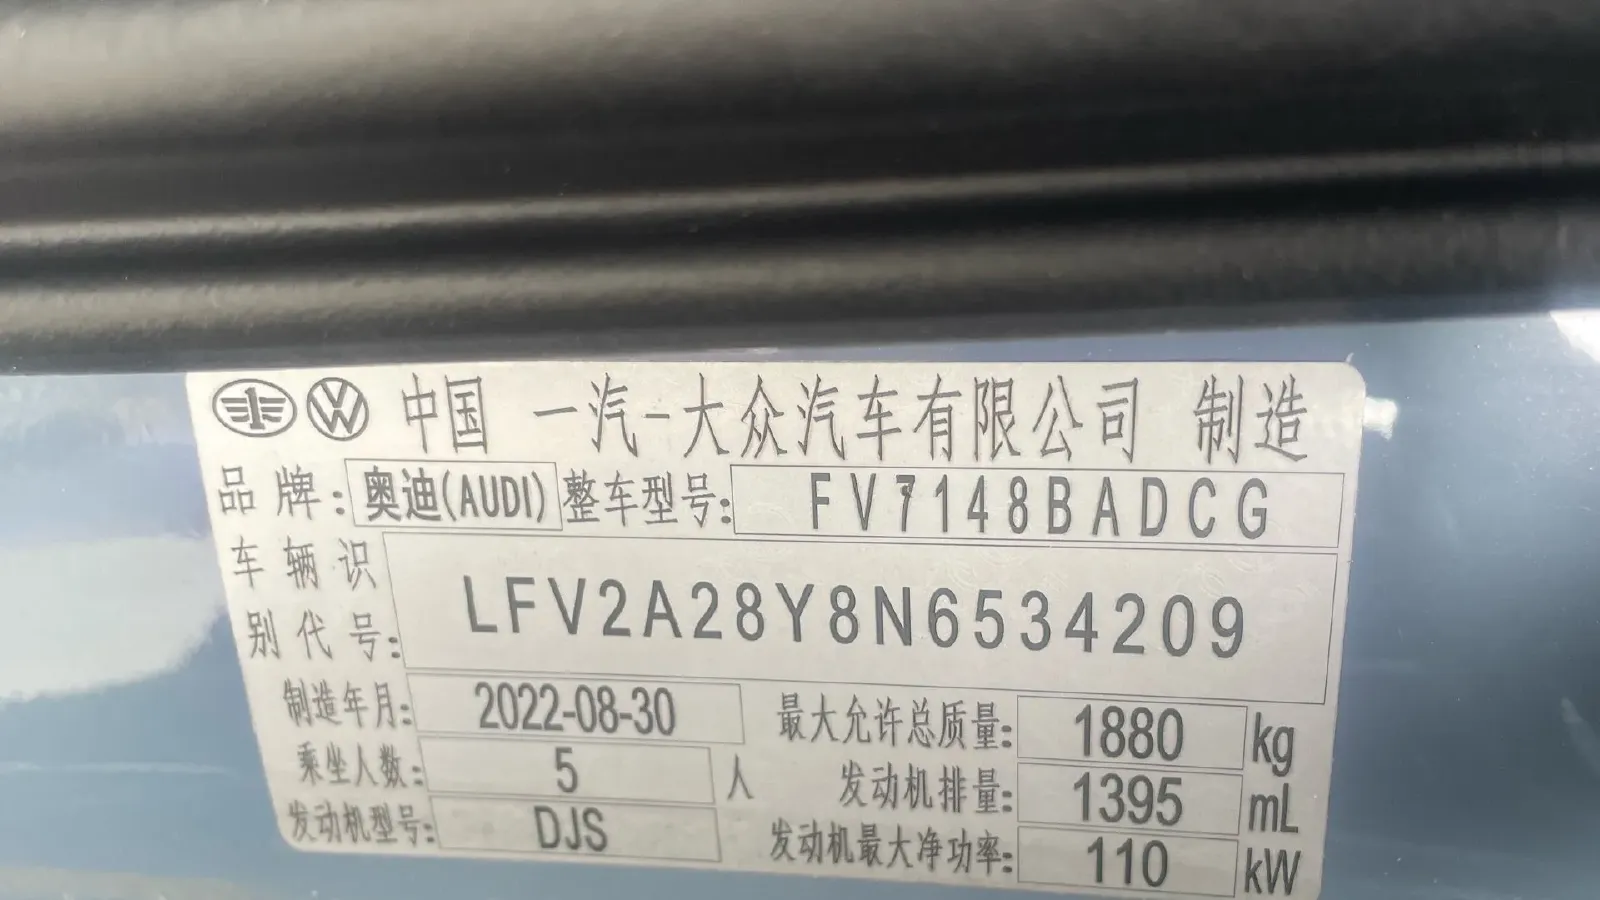 中国 一汽-大众汽车有限公司 制造
品牌: 奥迪(AUDI) 整车型号: FV7148BADCG
车辆识别代号: LFV2A28Y8N6534209
制造年月: 2022-08-30 最大允许总质量: 1880 kg
乘坐人数: 5 人 发动机排量: 1395 mL
发动机型号: DJS 发动机最大净功率: 110 kW